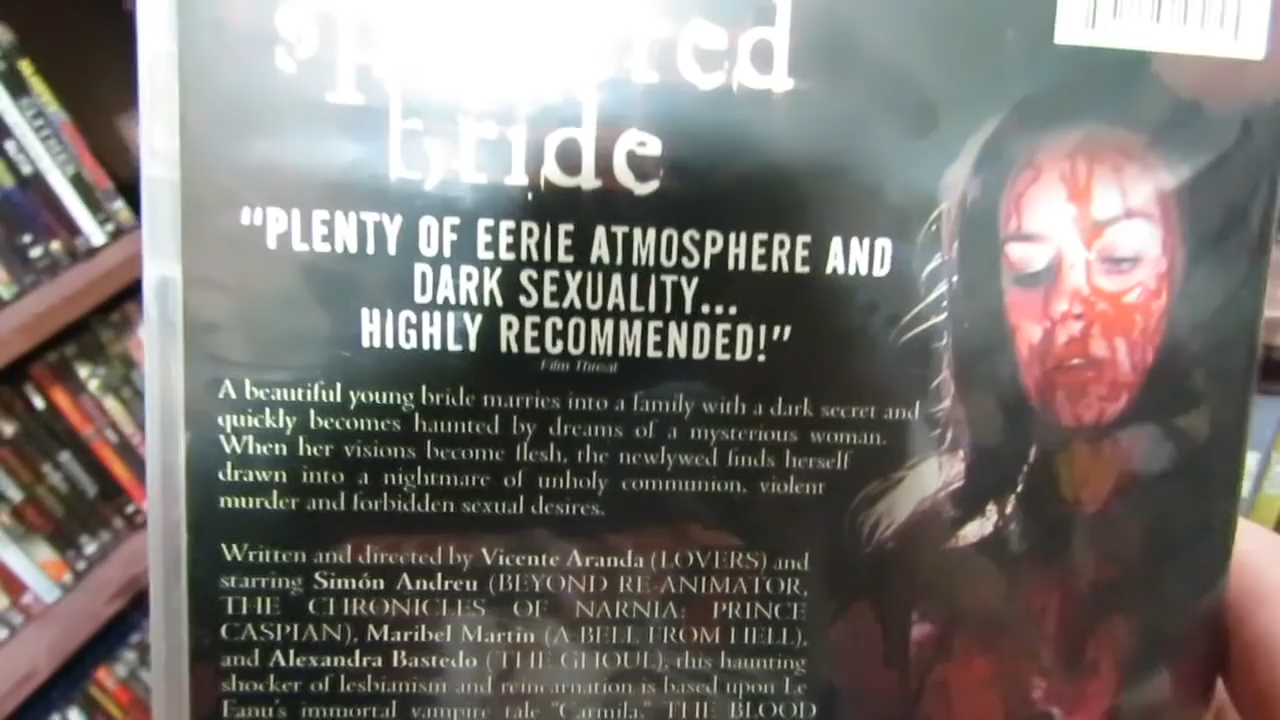 bride
“PLENTY OF EERIE ATMOSPHERE AND
DARK SEXUALITY...
HIGHLY RECOMMENDED!”
Film Threat
A beautiful young bride marries into a family with a dark secret and
quickly becomes haunted by dreams of a mysterious woman.
When her visions become flesh, the newlywed finds herself
drawn into a nightmare of unholy communion, violent
murder and forbidden sexual desires.
Written and directed by Vicente Aranda (LOVERS) and
starring Simón Andreu (BEYOND RE-ANIMATOR,
THE CHRONICLES OF NARNIA: PRINCE
CASPIAN), Maribel Martin (A BELL FROM HELL),
and Alexandra Bastedo (THE GHOUL), this haunting
shocker of lesbianism and reincarnation is based upon Le
Fanu's immortal vampire tale "Carmila." THE BLOOD